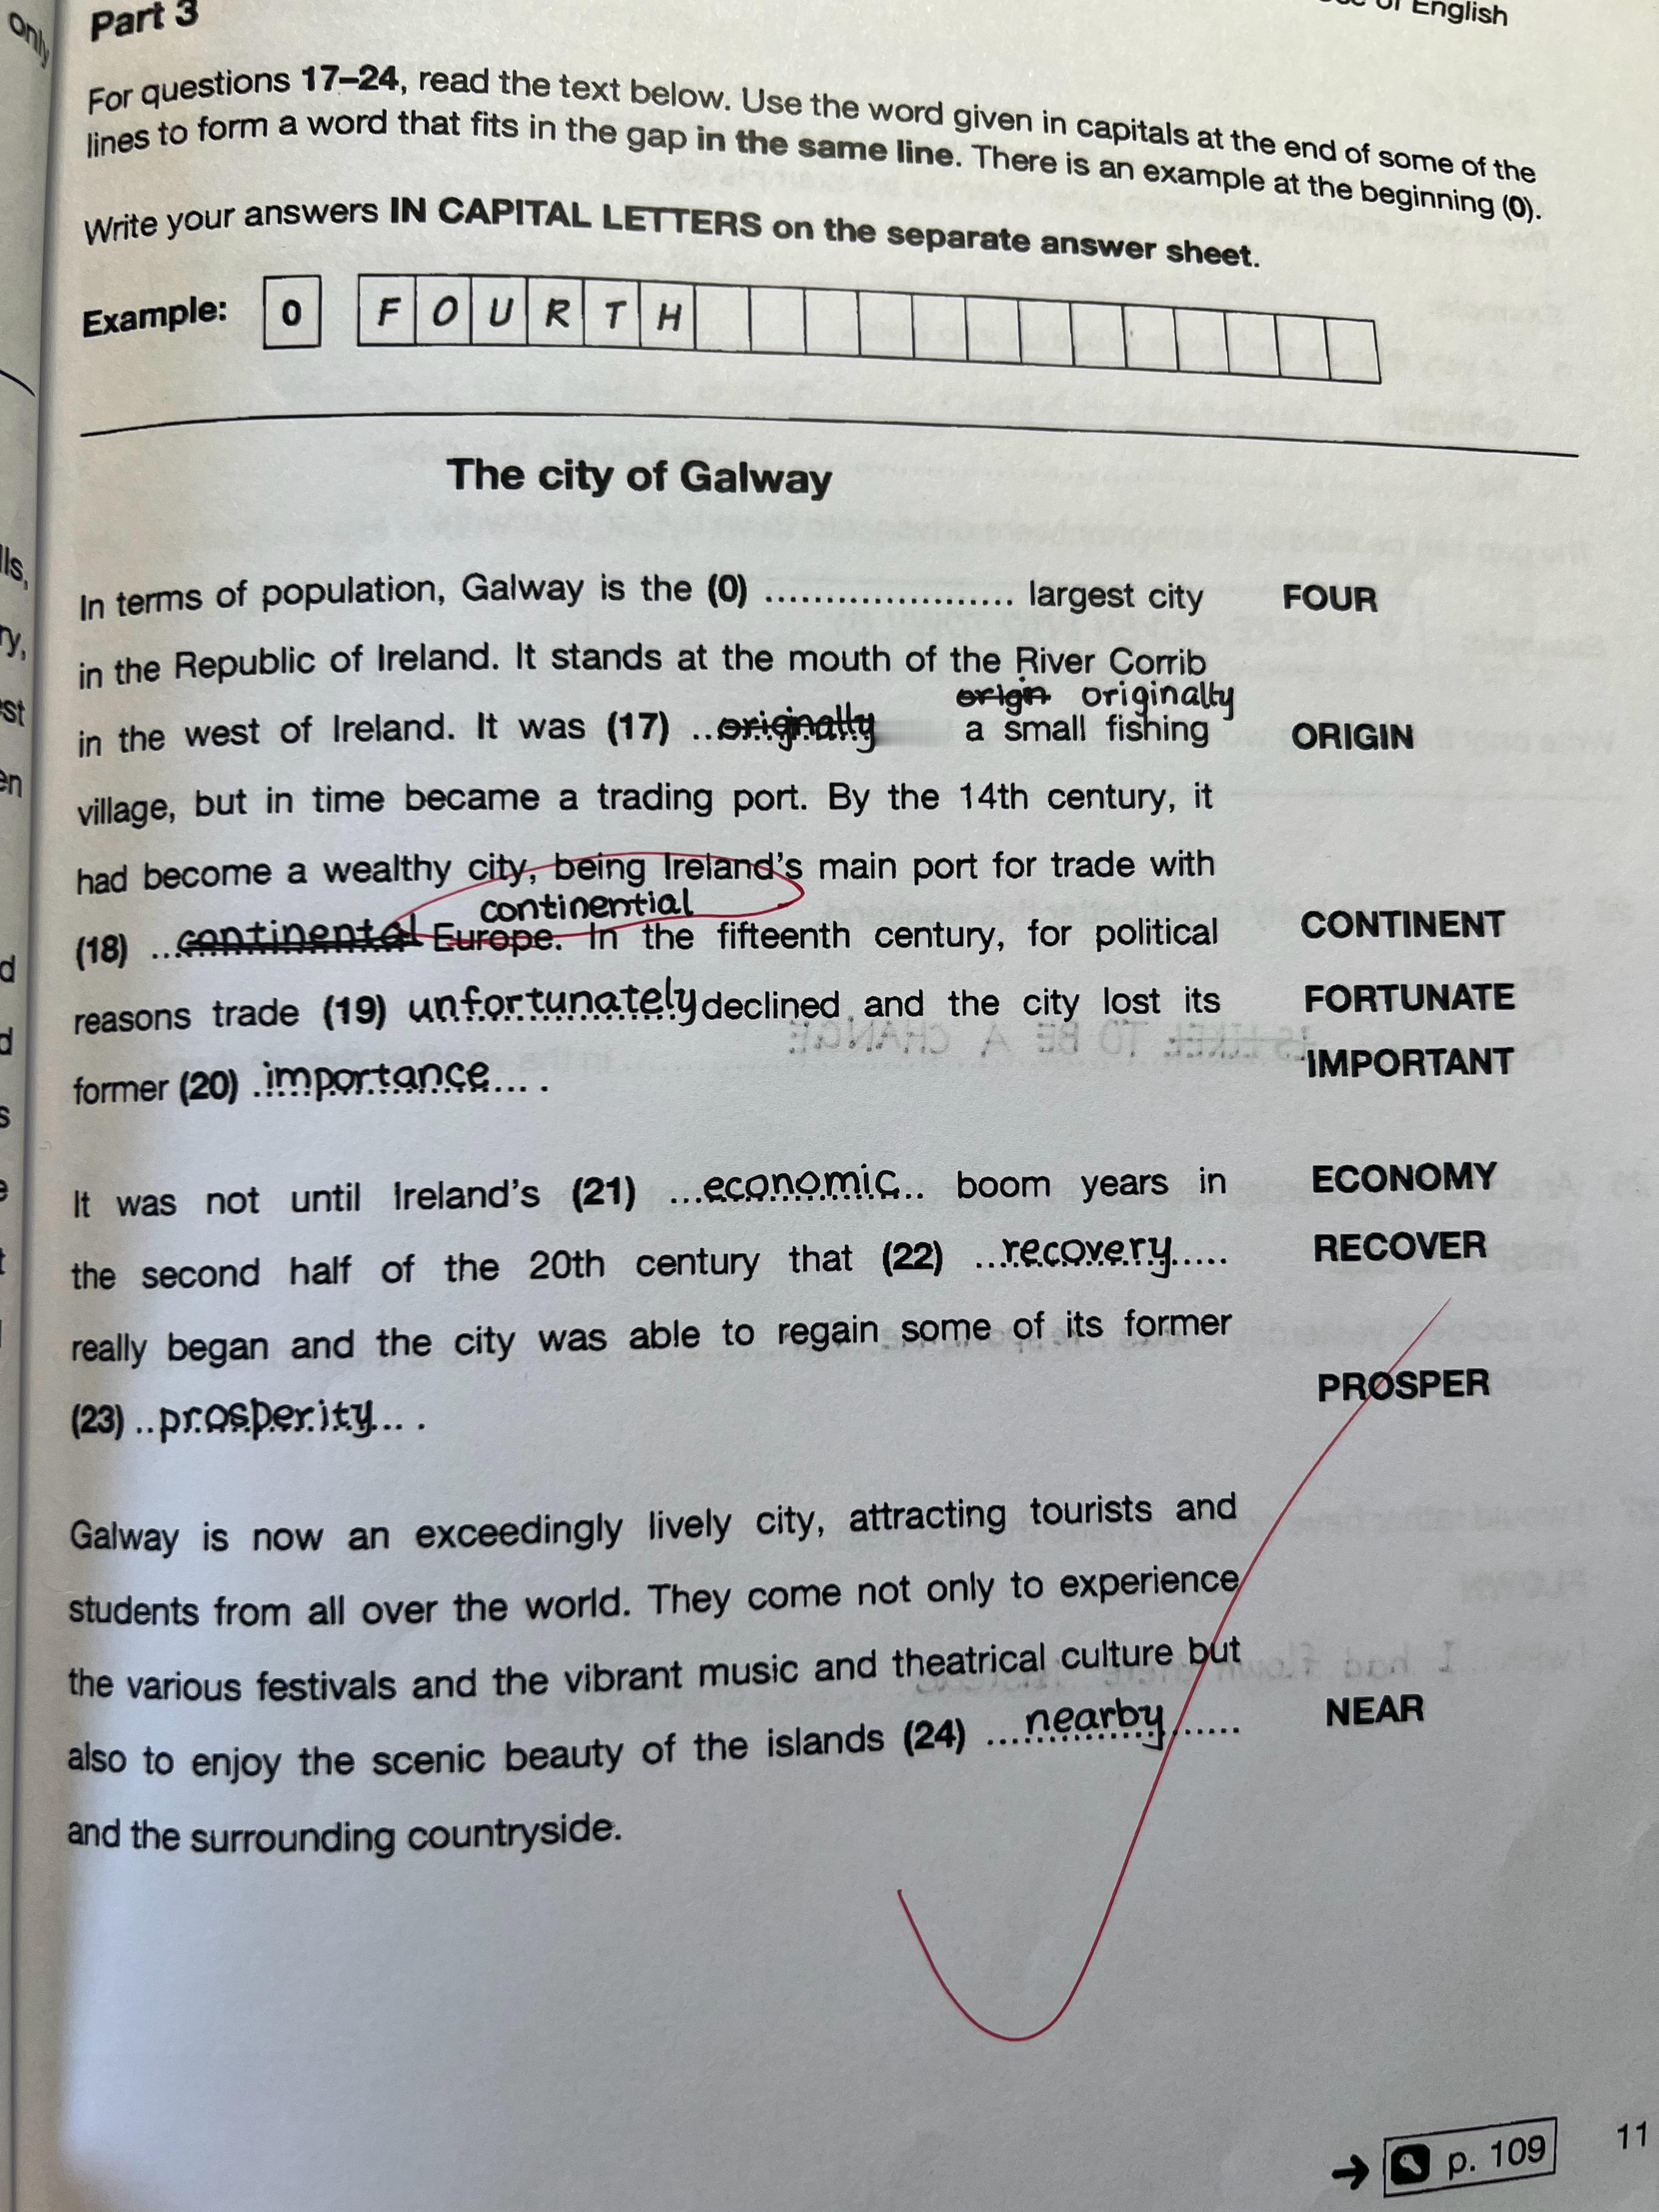 Part 3
of English
only
For questions 17–24, read the text below. Use the word given in capitals at the end of some of the
lines to form a word that fits in the gap in the same line. There is an example at the beginning (0).
Write your answers IN CAPITAL LETTERS on the separate answer sheet.
Example: 0 F O U R T H
The city of Galway
In terms of population, Galway is the (0) ..................... largest city FOUR
in the Republic of Ireland. It stands at the mouth of the River Corrib
origin originally
in the west of Ireland. It was (17) ...originally a small fishing ORIGIN
village, but in time became a trading port. By the 14th century, it
had become a wealthy city, being Ireland's main port for trade with
continential
(18) ...continental Europe. In the fifteenth century, for political CONTINENT
reasons trade (19) unfortunately declined and the city lost its FORTUNATE
former (20) importance... . IMPORTANT
It was not until Ireland's (21) ...economic.. boom years in ECONOMY
the second half of the 20th century that (22) ...recovery..... RECOVER
really began and the city was able to regain some of its former
(23) ..prosperity... . PROSPER
Galway is now an exceedingly lively city, attracting tourists and
students from all over the world. They come not only to experience
the various festivals and the vibrant music and theatrical culture but
also to enjoy the scenic beauty of the islands (24) ...nearby...... NEAR
and the surrounding countryside.
p. 109
11